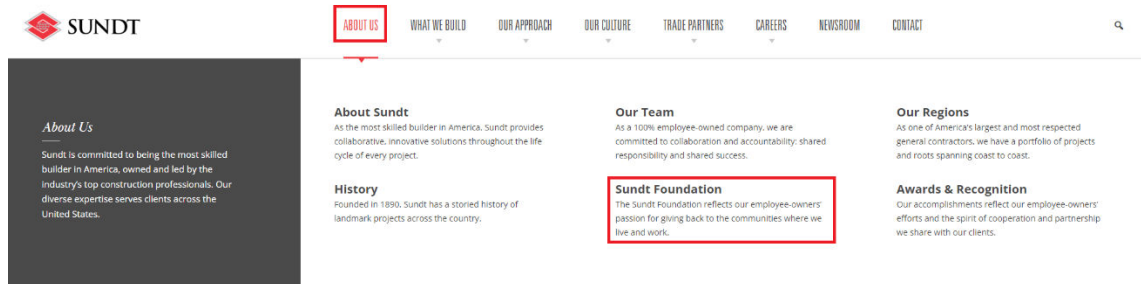 SUNDT
ABOUT US
WHAT WE BUILD
OUR APPROACH
OUR CULTURE
TRADE PARTNERS
CAREERS
NEWSROOM
CONTACT
About Us
Sundt is committed to being the most skilled
builder in America, owned and led by the
industry's top construction professionals. Our
diverse expertise serves clients across the
United States.
About Sundt
As the most skilled builder in America, Sundt provides
collaborative, innovative solutions throughout the life
cycle of every project.
Our Team
As a 100% employee-owned company, we are
committed to collaboration and accountability: shared
responsibility and shared success.
Our Regions
As one of America's largest and most respected
general contractors, we have a portfolio of projects
and roots spanning coast to coast.
History
Founded in 1890, Sundt has a storied history of
landmark projects across the country.
Sundt Foundation
The Sundt Foundation reflects our employee-owners'
passion for giving back to the communities where we
live and work.
Awards & Recognition
Our accomplishments reflect our employee-owners'
efforts and the spirit of cooperation and partnership
we share with our clients.